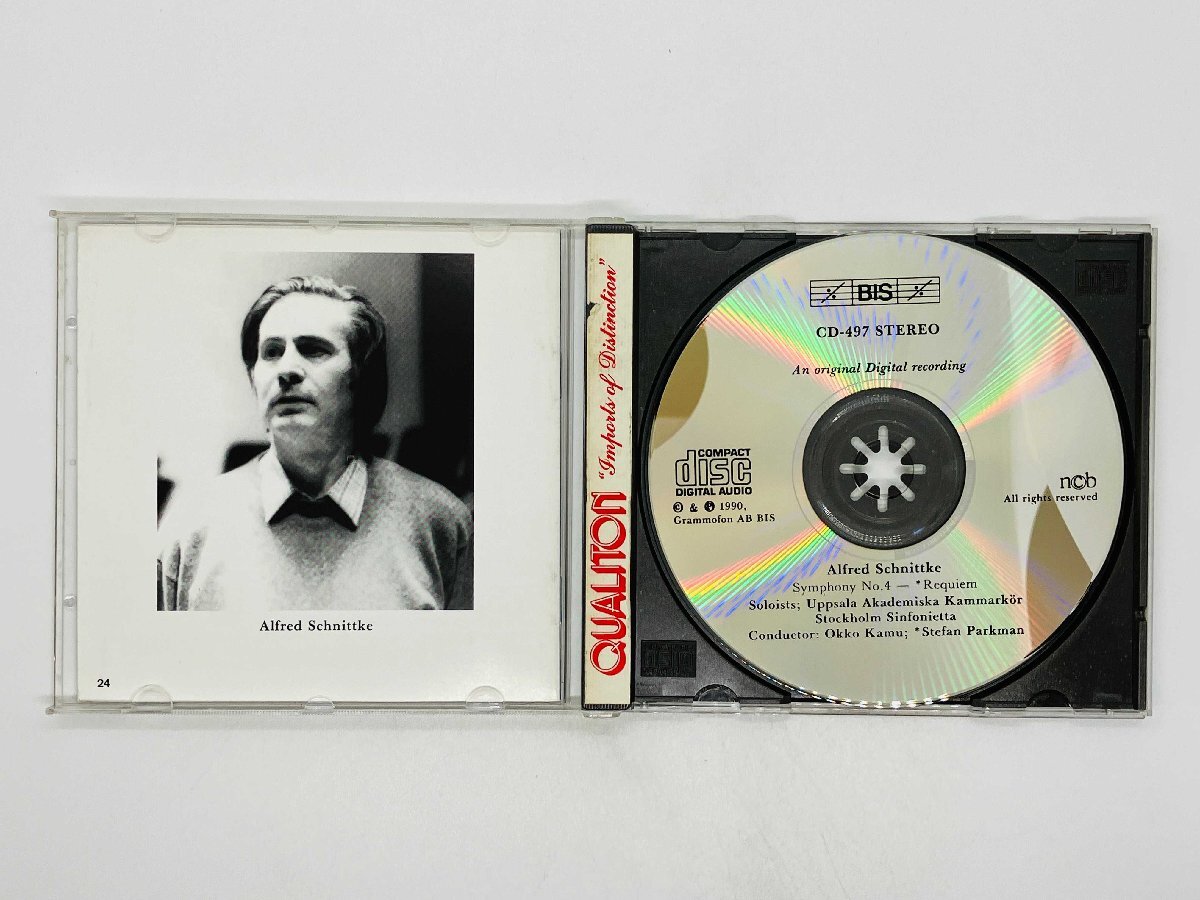 Alfred Schnittke
24
QUALITON "Imports of Distinction"
BIS
CD-497 STEREO
An original Digital recording
COMPACT
disc
DIGITAL AUDIO
℗ & © 1990,
Grammofon AB BIS
ncb
All rights reserved
Alfred Schnittke
Symphony No.4 — *Requiem
Soloists; Uppsala Akademiska Kammarkör
Stockholm Sinfonietta
Conductor: Okko Kamu; *Stefan Parkman